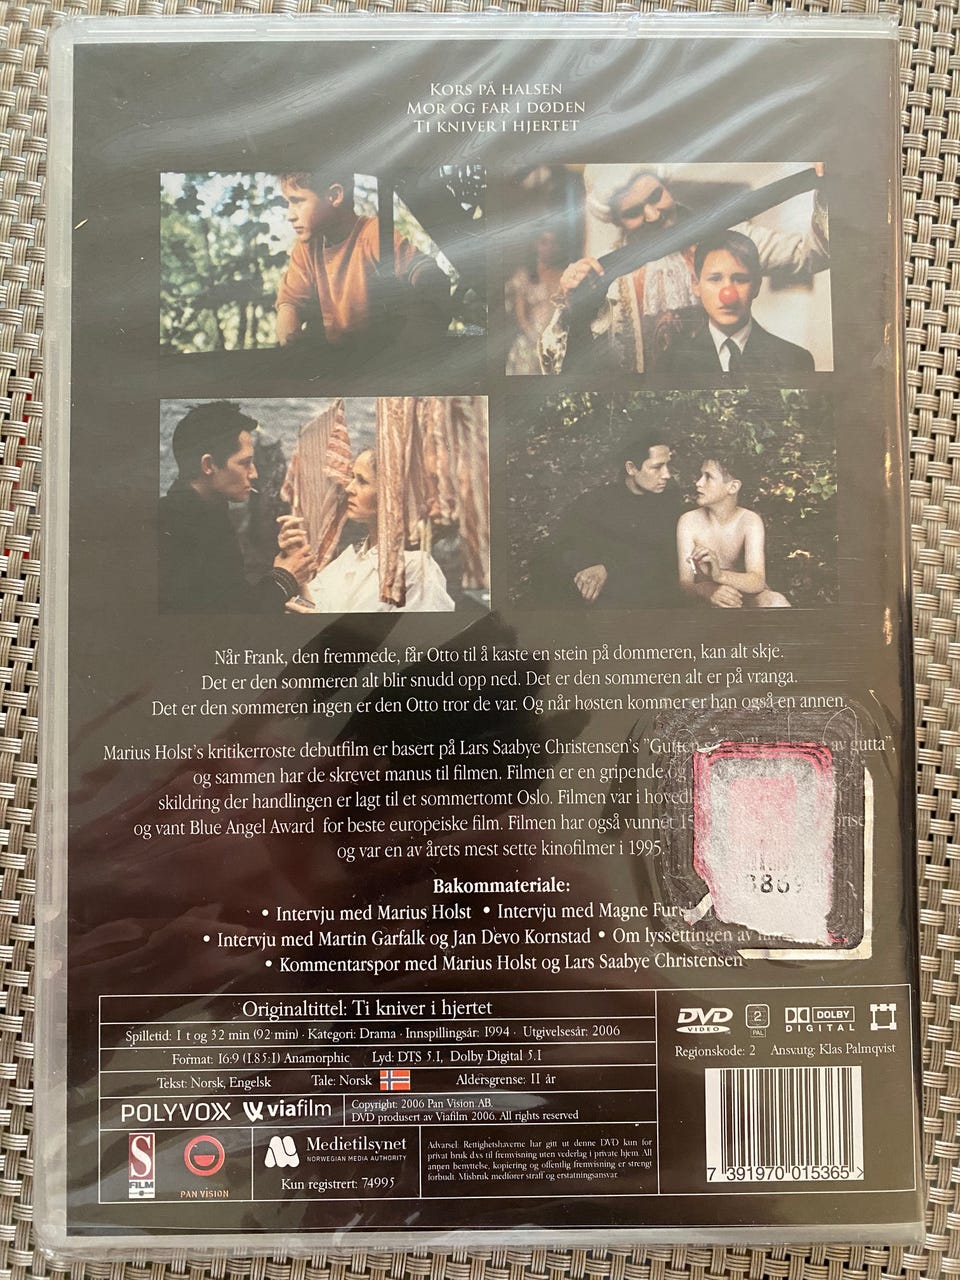 KORS PÅ HALSEN
MOR OG FAR I DØDEN
TI KNIVER I HJERTET
Når Frank, den fremmede, får Otto til å kaste en stein på dommeren, kan alt skje.
Det er den sommeren alt blir snudd opp ned. Det er den sommeren alt er på vranga.
Det er den sommeren ingen er den Otto tror de var. Og når høsten kommer er han også en annen.
Marius Holst's kritikerroste debutfilm er basert på Lars Saabye Christensen's "Gutten av gutta",
og sammen har de skrevet manus til filmen. Filmen er en gripende og
skildring der handlingen er lagt til et sommertomt Oslo. Filmen var i
og vant Blue Angel Award for beste europeiske film. Filmen har også vunnet
og var en av årets mest sette kinofilmer i 1995.
Bakommateriale:
• Intervju med Marius Holst • Intervju med Magne
• Intervju med Martin Garfalk og Jan Devo Kornstad • Om lyssettingen av
• Kommentarspor med Marius Holst og Lars Saabye Christensen
Originaltittel: Ti kniver i hjertet
Spilletid: 1 t og 32 min (92 min) · Kategori: Drama · Innspillingsår: 1994 · Utgivelsesår: 2006
Format: 16:9 (1.85:1) Anamorphic Lyd: DTS 5.1, Dolby Digital 5.1
Tekst: Norsk, Engelsk Tale: Norsk Aldersgrense: 11 år
POLYVOX viafilm
Copyright: 2006 Pan Vision AB.
DVD produsert av Viafilm 2006. All rights reserved
S FILM
PAN VISION
Medietilsynet
NORWEGIAN MEDIA AUTHORITY
Kun registrert: 74995
Advarsel: Rettighetshaverne har gitt ut denne DVD kun for
privat bruk dvs til fremvisning uten vederlag i private hjem. All
annen benyttelse, kopiering og offentlig fremvisning er strengt
forbudt. Misbruk medfører straff og erstatningsansvar.
DVD VIDEO
2 PAL
DOLBY DIGITAL
Regionskode: 2 Ansv.utg: Klas Palmqvist
7 391970 015365 >